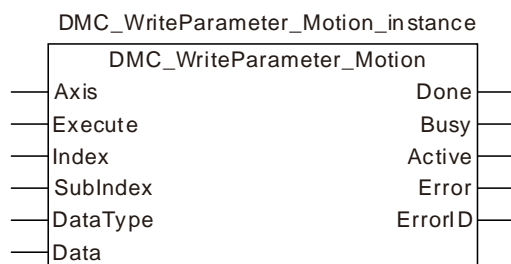 DMC_WriteParameter_Motion_instance
DMC_WriteParameter_Motion
Axis Done
Execute Busy
Index Active
SubIndex Error
DataType ErrorID
Data